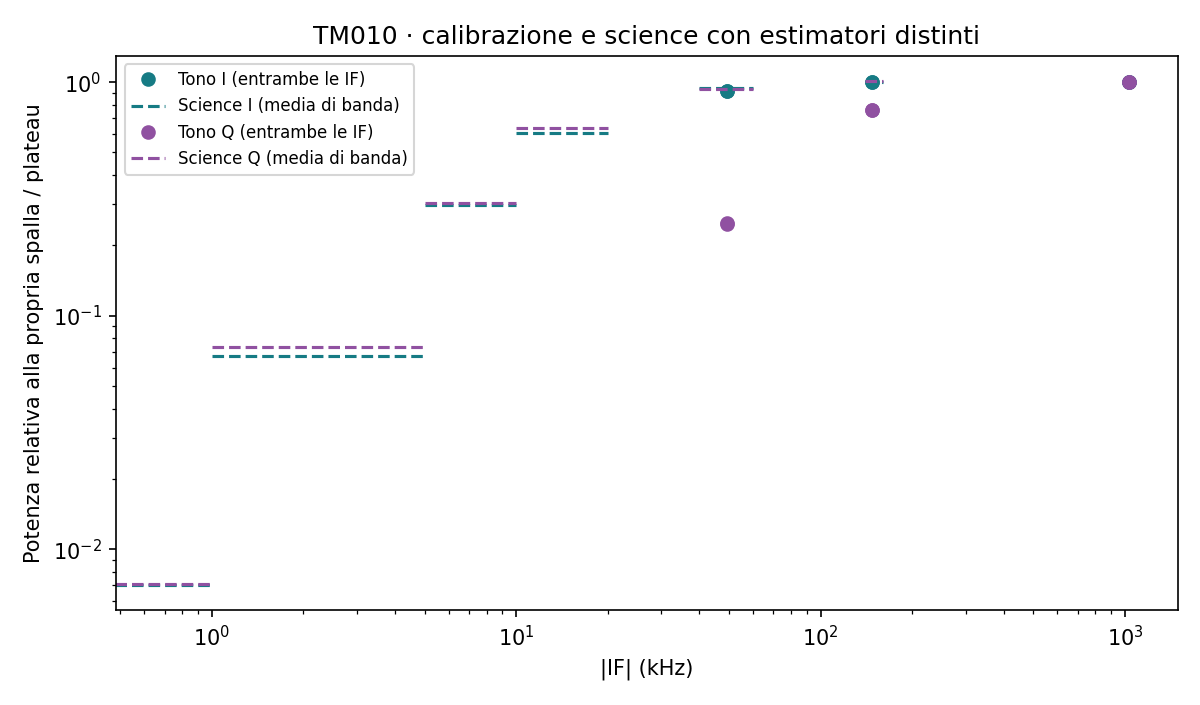 TM010 · calibrazione e science con estimatori distinti
Tono I (entrambe le IF)
Science I (media di banda)
Tono Q (entrambe le IF)
Science Q (media di banda)
Potenza relativa alla propria spalla / plateau
10⁰
10⁻¹
10⁻²
10⁰ 10¹ 10² 10³
|IF| (kHz)